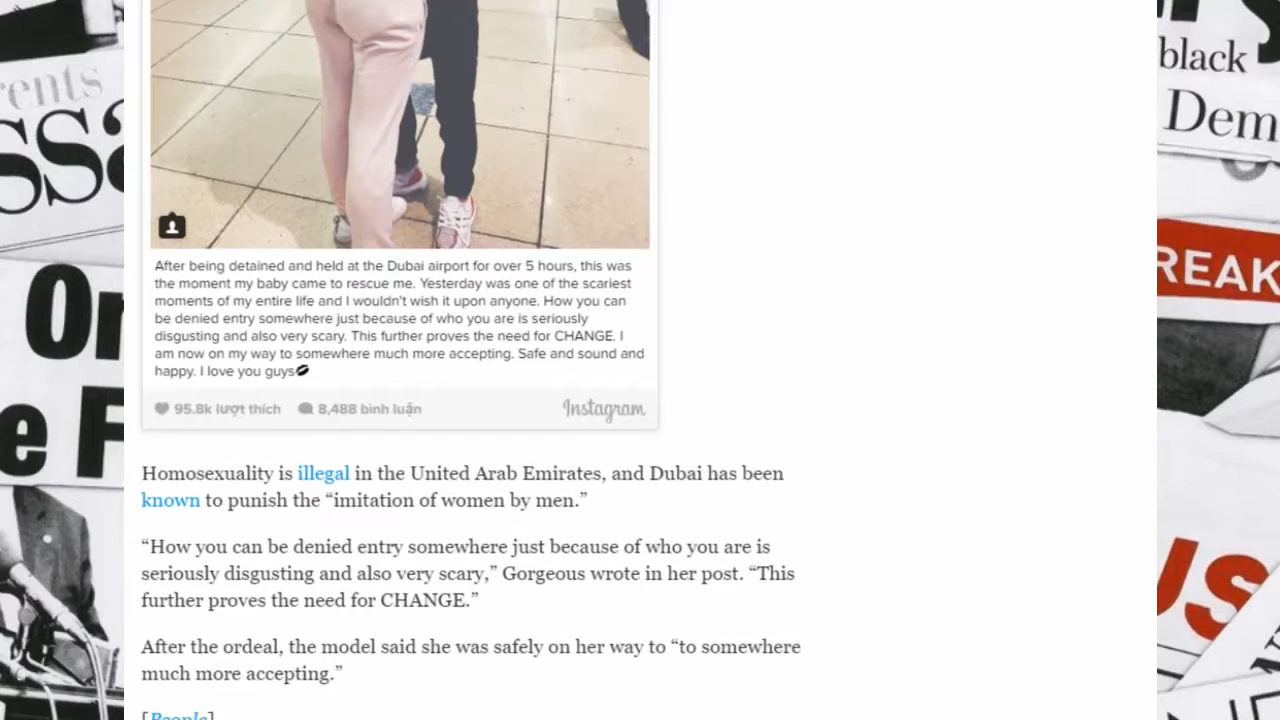 rents
ssa
On
e F
After being detained and held at the Dubai airport for over 5 hours, this was
the moment my baby came to rescue me. Yesterday was one of the scariest
moments of my entire life and I wouldn't wish it upon anyone. How you can
be denied entry somewhere just because of who you are is seriously
disgusting and also very scary. This further proves the need for CHANGE. I
am now on my way to somewhere much more accepting. Safe and sound and
happy. I love you guys💋
95.8k lượt thích 8,488 bình luận Instagram
Homosexuality is illegal in the United Arab Emirates, and Dubai has been
known to punish the “imitation of women by men.”
“How you can be denied entry somewhere just because of who you are is
seriously disgusting and also very scary,” Gorgeous wrote in her post. “This
further proves the need for CHANGE.”
After the ordeal, the model said she was safely on her way to “to somewhere
much more accepting.”
[People]
black
Dem
REAK
US